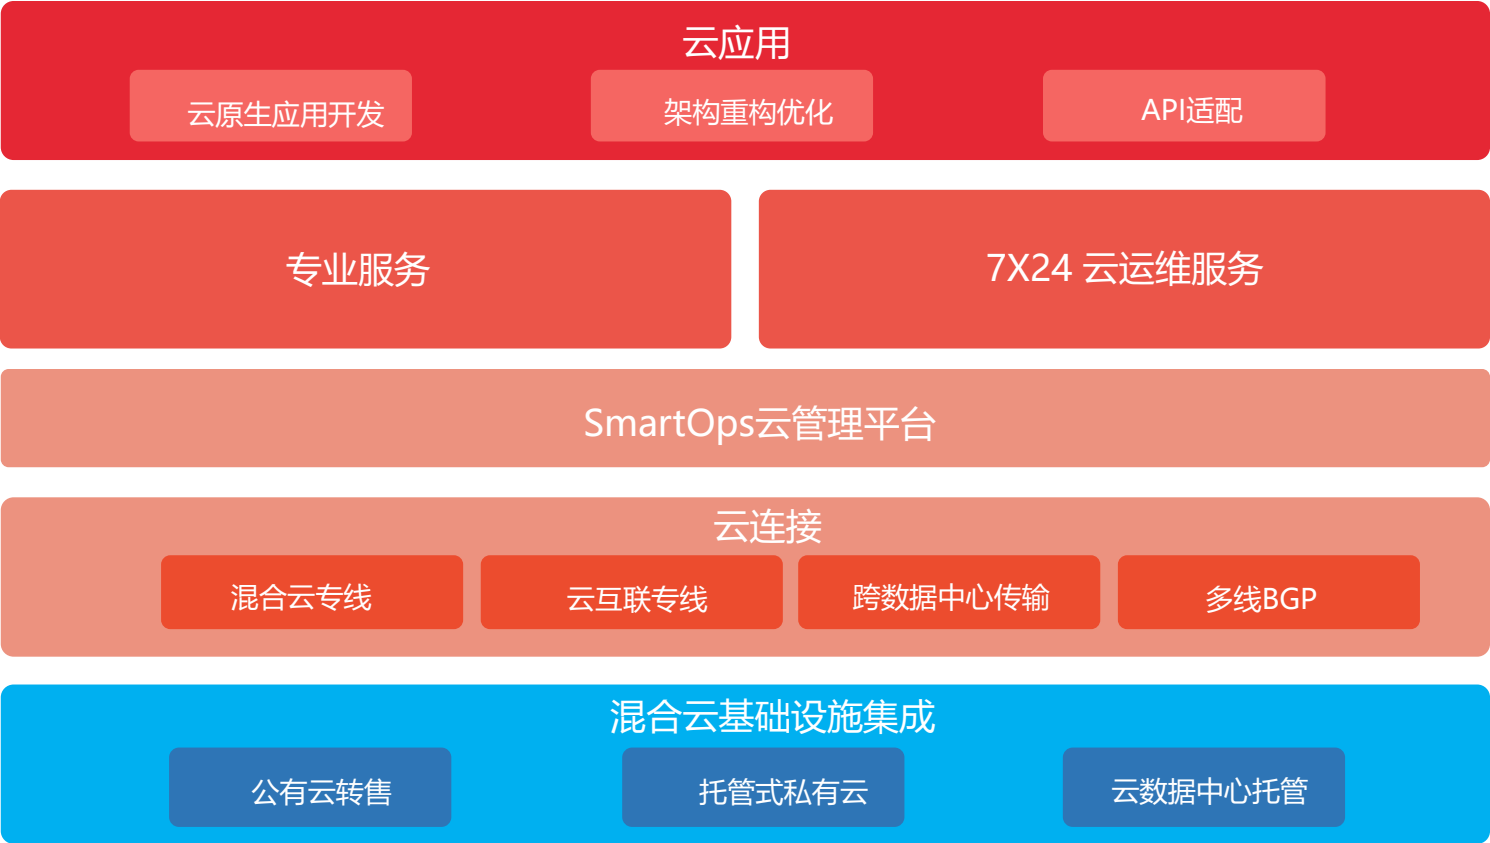 云应用
云原生应用开发
架构重构优化
API适配
专业服务
7X24 云运维服务
SmartOps云管理平台
云连接
混合云专线
云互联专线
跨数据中心传输
多线BGP
混合云基础设施集成
公有云转售
托管式私有云
云数据中心托管